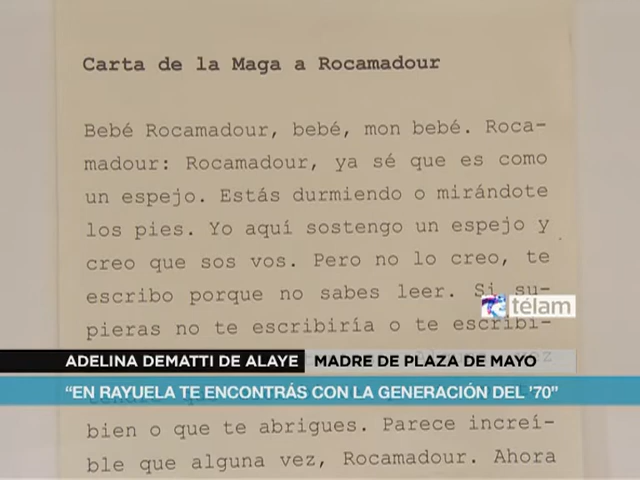 Carta de la Maga a Rocamadour
Bebé Rocamadour, bebé, mon bebé. Roca-
madour: Rocamadour, ya sé que es como
un espejo. Estás durmiendo o mirándote
los pies. Yo aquí sostengo un espejo y
creo que sos vos. Pero no lo creo, te
escribo porque no sabes leer. Si su-
télam
pieras no te escribiría o te escribi-
ADELINA DEMATTI DE ALAYE MADRE DE PLAZA DE MAYO
“EN RAYUELA TE ENCONTRÁS CON LA GENERACIÓN DEL ’70”
bien o que te abrigues. Parece increí-
ble que alguna vez, Rocamadour. Ahora